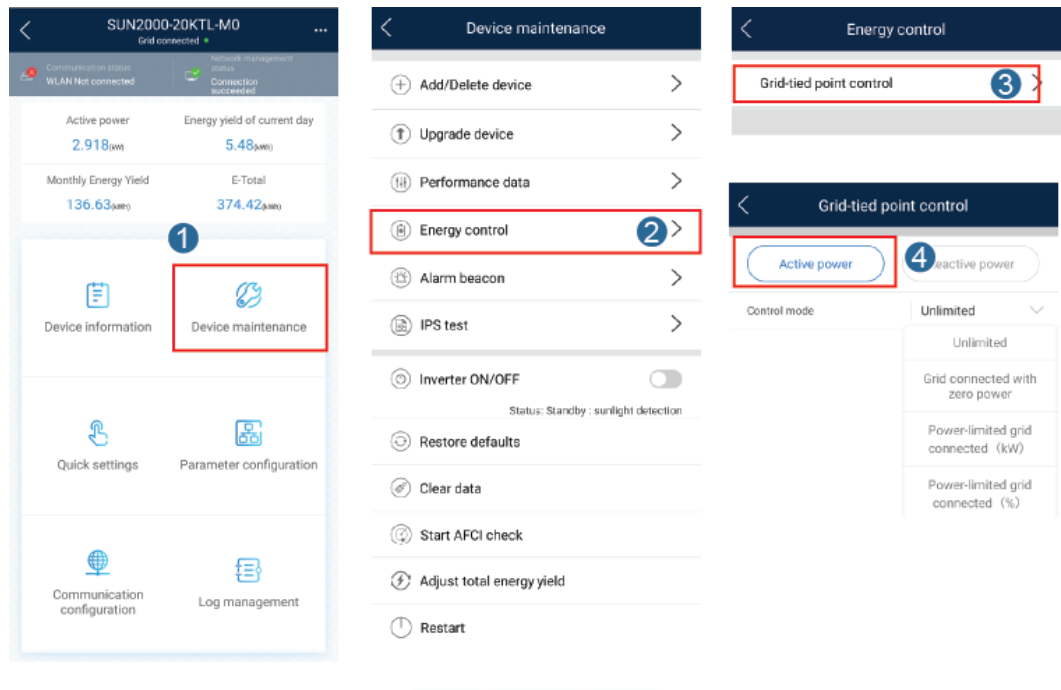 SUN2000-20KTL-M0
...
Grid connected
Communication status
WLAN Not connected
Network management
status
Connection
succeeded
Active power
Energy yield of current day
2.918(kW)
5.48(kWh)
Monthly Energy Yield
E-Total
136.63(kWh)
374.42(kWh)
1
Device information
Device maintenance
Quick settings
Parameter configuration
Communication
configuration
Log management
Device maintenance
Add/Delete device
Upgrade device
Performance data
Energy control
2
Alarm beacon
IPS test
Inverter ON/OFF
Status: Standby : sunlight detection
Restore defaults
Clear data
Start AFCI check
Adjust total energy yield
Restart
Energy control
Grid-tied point control
3
Grid-tied point control
Active power
4
eactive power
Control mode
Unlimited
Unlimited
Grid connected with
zero power
Power-limited grid
connected（kW）
Power-limited grid
connected（%）